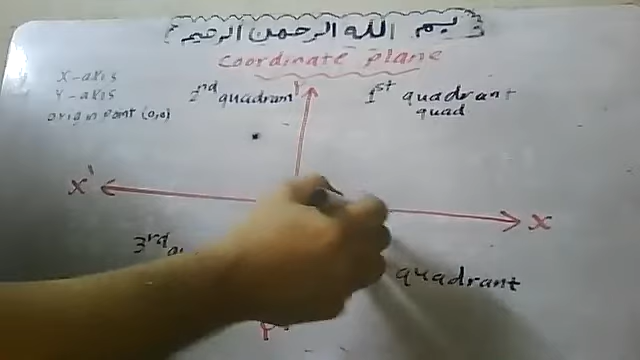 بسم الله الرحمن الرحيم
coordinate plane
X-axis
Y-axis
origin point (0,0)
2nd quadrant
Y
1st quadrant
quad
X'
X
3rd
quadrant